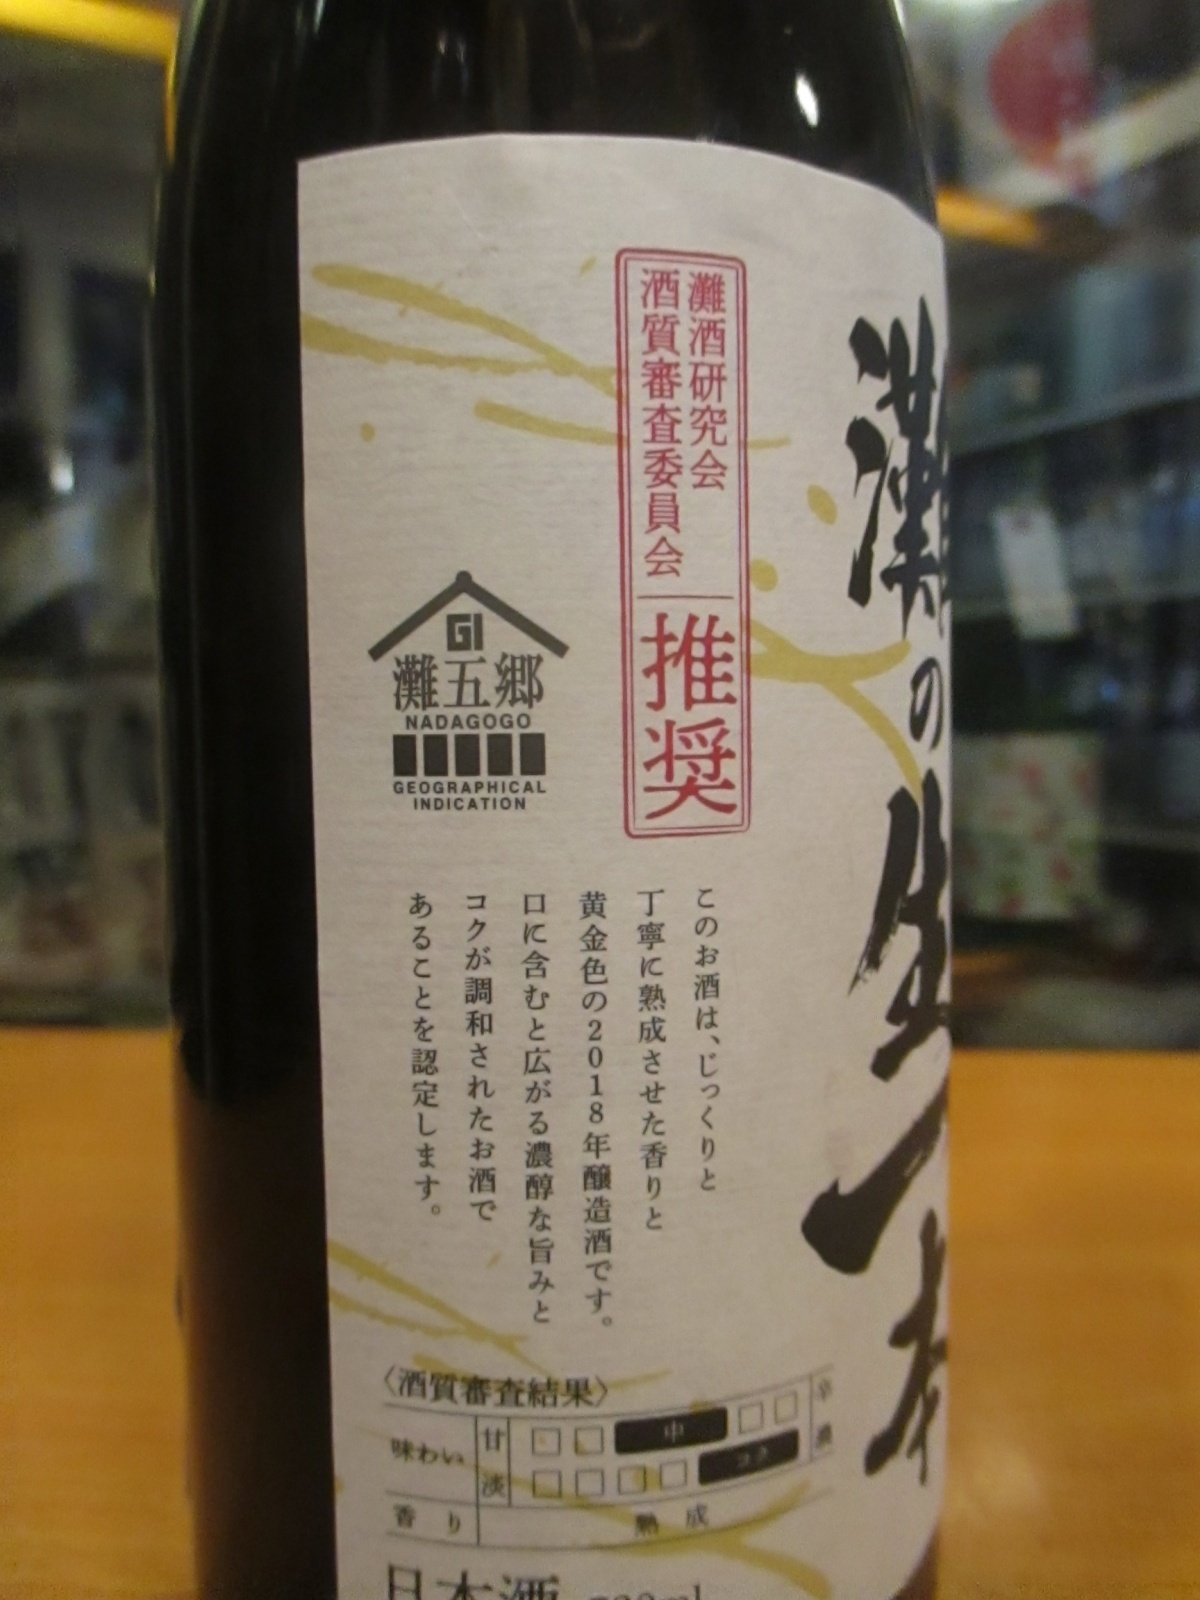 灘の生一本
灘酒研究会
酒質審査委員会
推奨
GI
灘五郷
NADAGOGO
GEOGRAPHICAL
INDICATION
このお酒は、じっくりと
丁寧に熟成させた香りと
黄金色の2018年醸造酒です。
口に含むと広がる濃醇な旨みと
コクが調和されたお酒で
あることを認定します。
〈酒質審査結果〉
味わい 甘 中 辛
淡 コク 濃
香り 熟成
日本酒 720ml